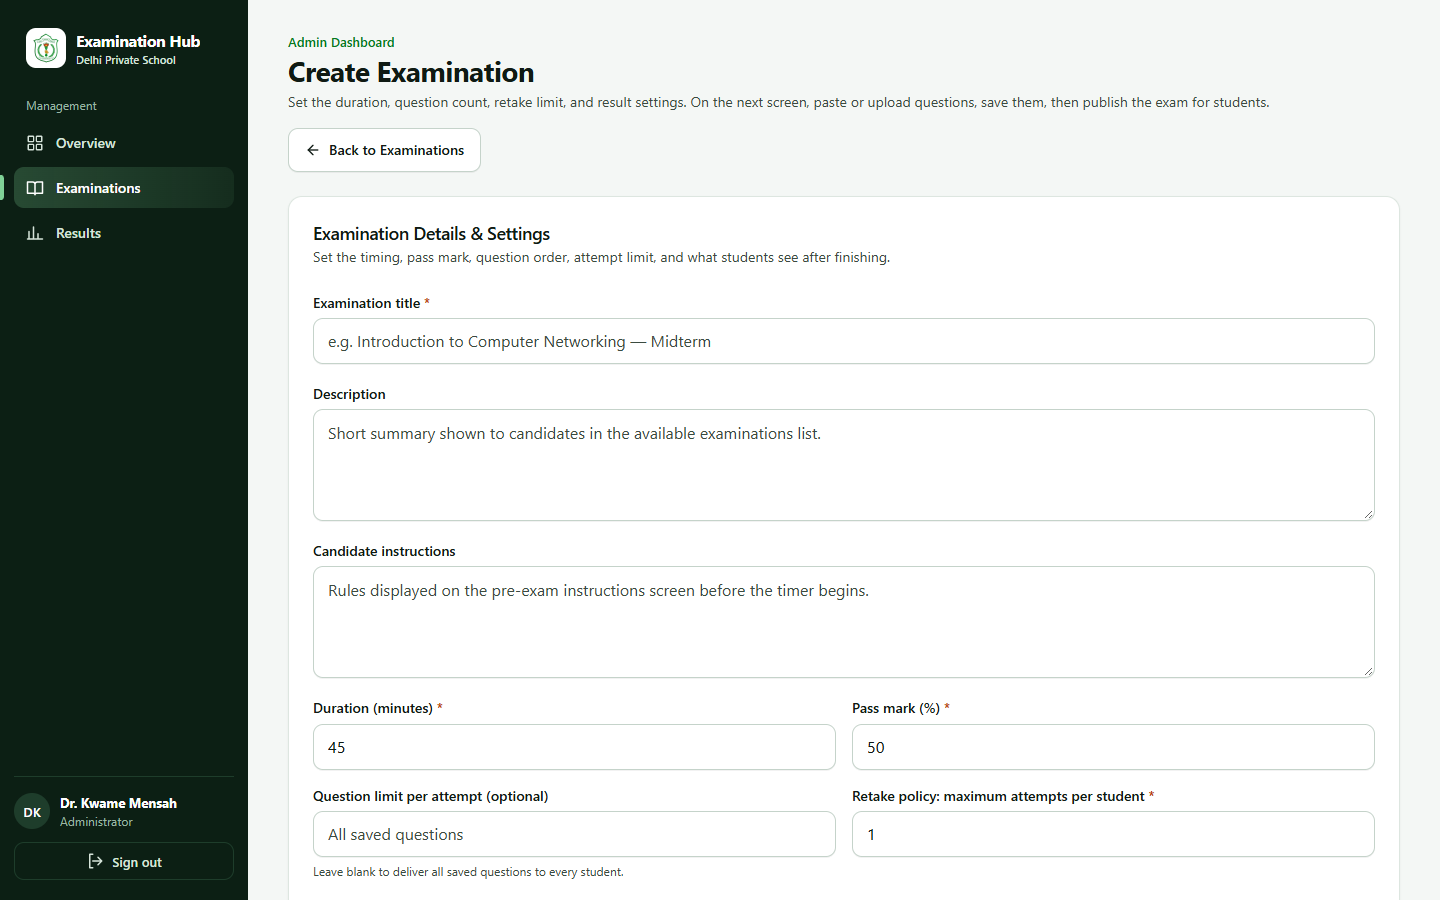 Examination Hub
Delhi Private School
Management
Overview
Examinations
Results
DK
Dr. Kwame Mensah
Administrator
Sign out
Admin Dashboard
Create Examination
Set the duration, question count, retake limit, and result settings. On the next screen, paste or upload questions, save them, then publish the exam for students.
Back to Examinations
Examination Details & Settings
Set the timing, pass mark, question order, attempt limit, and what students see after finishing.
Examination title *
e.g. Introduction to Computer Networking — Midterm
Description
Short summary shown to candidates in the available examinations list.
Candidate instructions
Rules displayed on the pre-exam instructions screen before the timer begins.
Duration (minutes) *
45
Pass mark (%) *
50
Question limit per attempt (optional)
All saved questions
Leave blank to deliver all saved questions to every student.
Retake policy: maximum attempts per student *
1